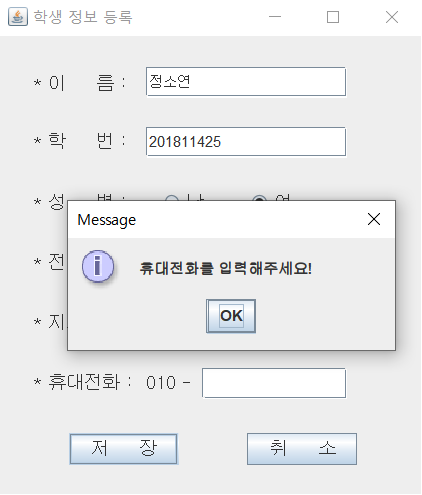 학생 정보 등록
* 이 름 : 정소연
* 학 번 : 201811425
* 성
Message
* 전
휴대전화를 입력해주세요!
OK
* 휴대전화 : 010 -
저 장 취 소